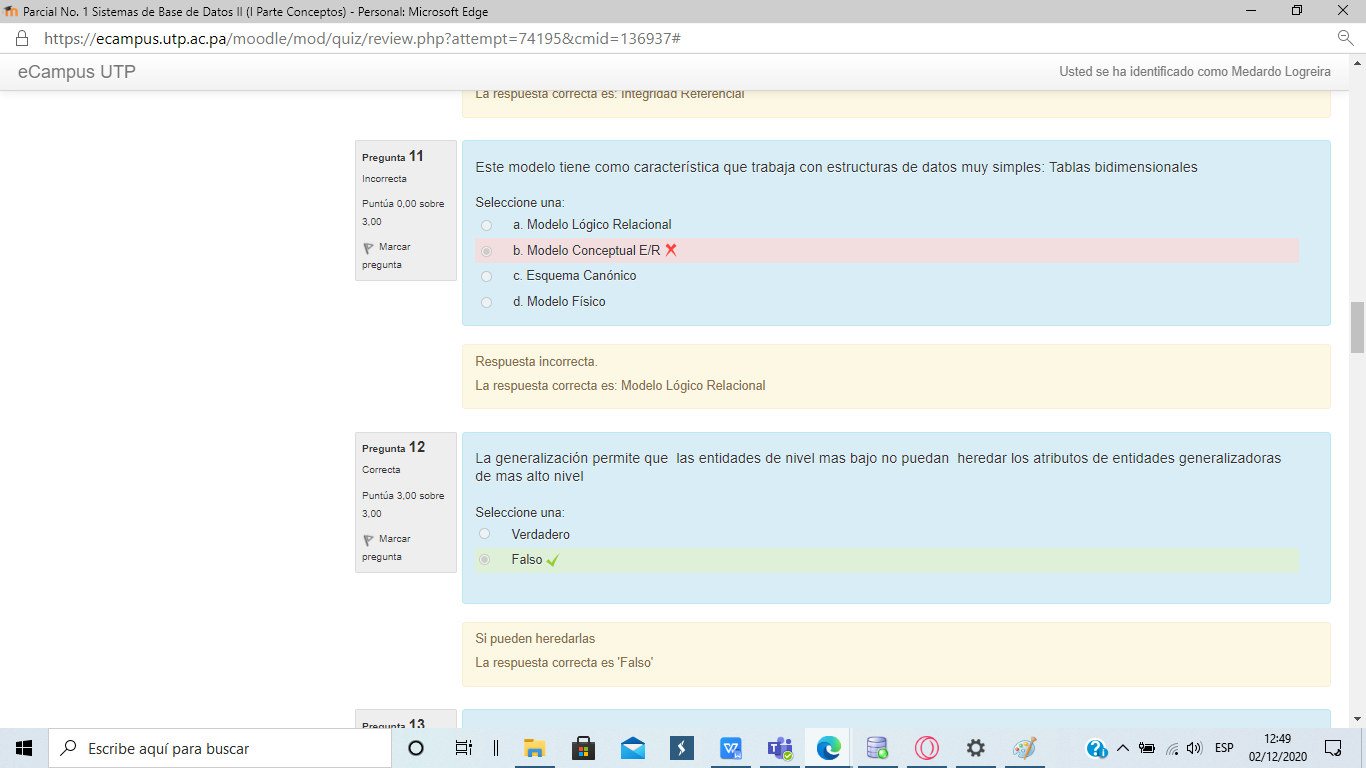 Parcial No. 1 Sistemas de Base de Datos II (I Parte Conceptos) - Personal: Microsoft Edge
https://ecampus.utp.ac.pa/moodle/mod/quiz/review.php?attempt=74195&cmid=136937#
eCampus UTP
Usted se ha identificado como Medardo Logreira
La respuesta correcta es: Integridad Referencial
Pregunta 11
Incorrecta
Puntúa 0,00 sobre
3,00
Marcar
pregunta
Este modelo tiene como característica que trabaja con estructuras de datos muy simples: Tablas bidimensionales
Seleccione una:
a. Modelo Lógico Relacional
b. Modelo Conceptual E/R
c. Esquema Canónico
d. Modelo Físico
Respuesta incorrecta.
La respuesta correcta es: Modelo Lógico Relacional
Pregunta 12
Correcta
Puntúa 3,00 sobre
3,00
Marcar
pregunta
La generalización permite que las entidades de nivel mas bajo no puedan heredar los atributos de entidades generalizadoras
de mas alto nivel
Seleccione una:
Verdadero
Falso
Si pueden heredarlas
La respuesta correcta es 'Falso'
Pregunta 13
Escribe aquí para buscar
ESP
12:49
02/12/2020